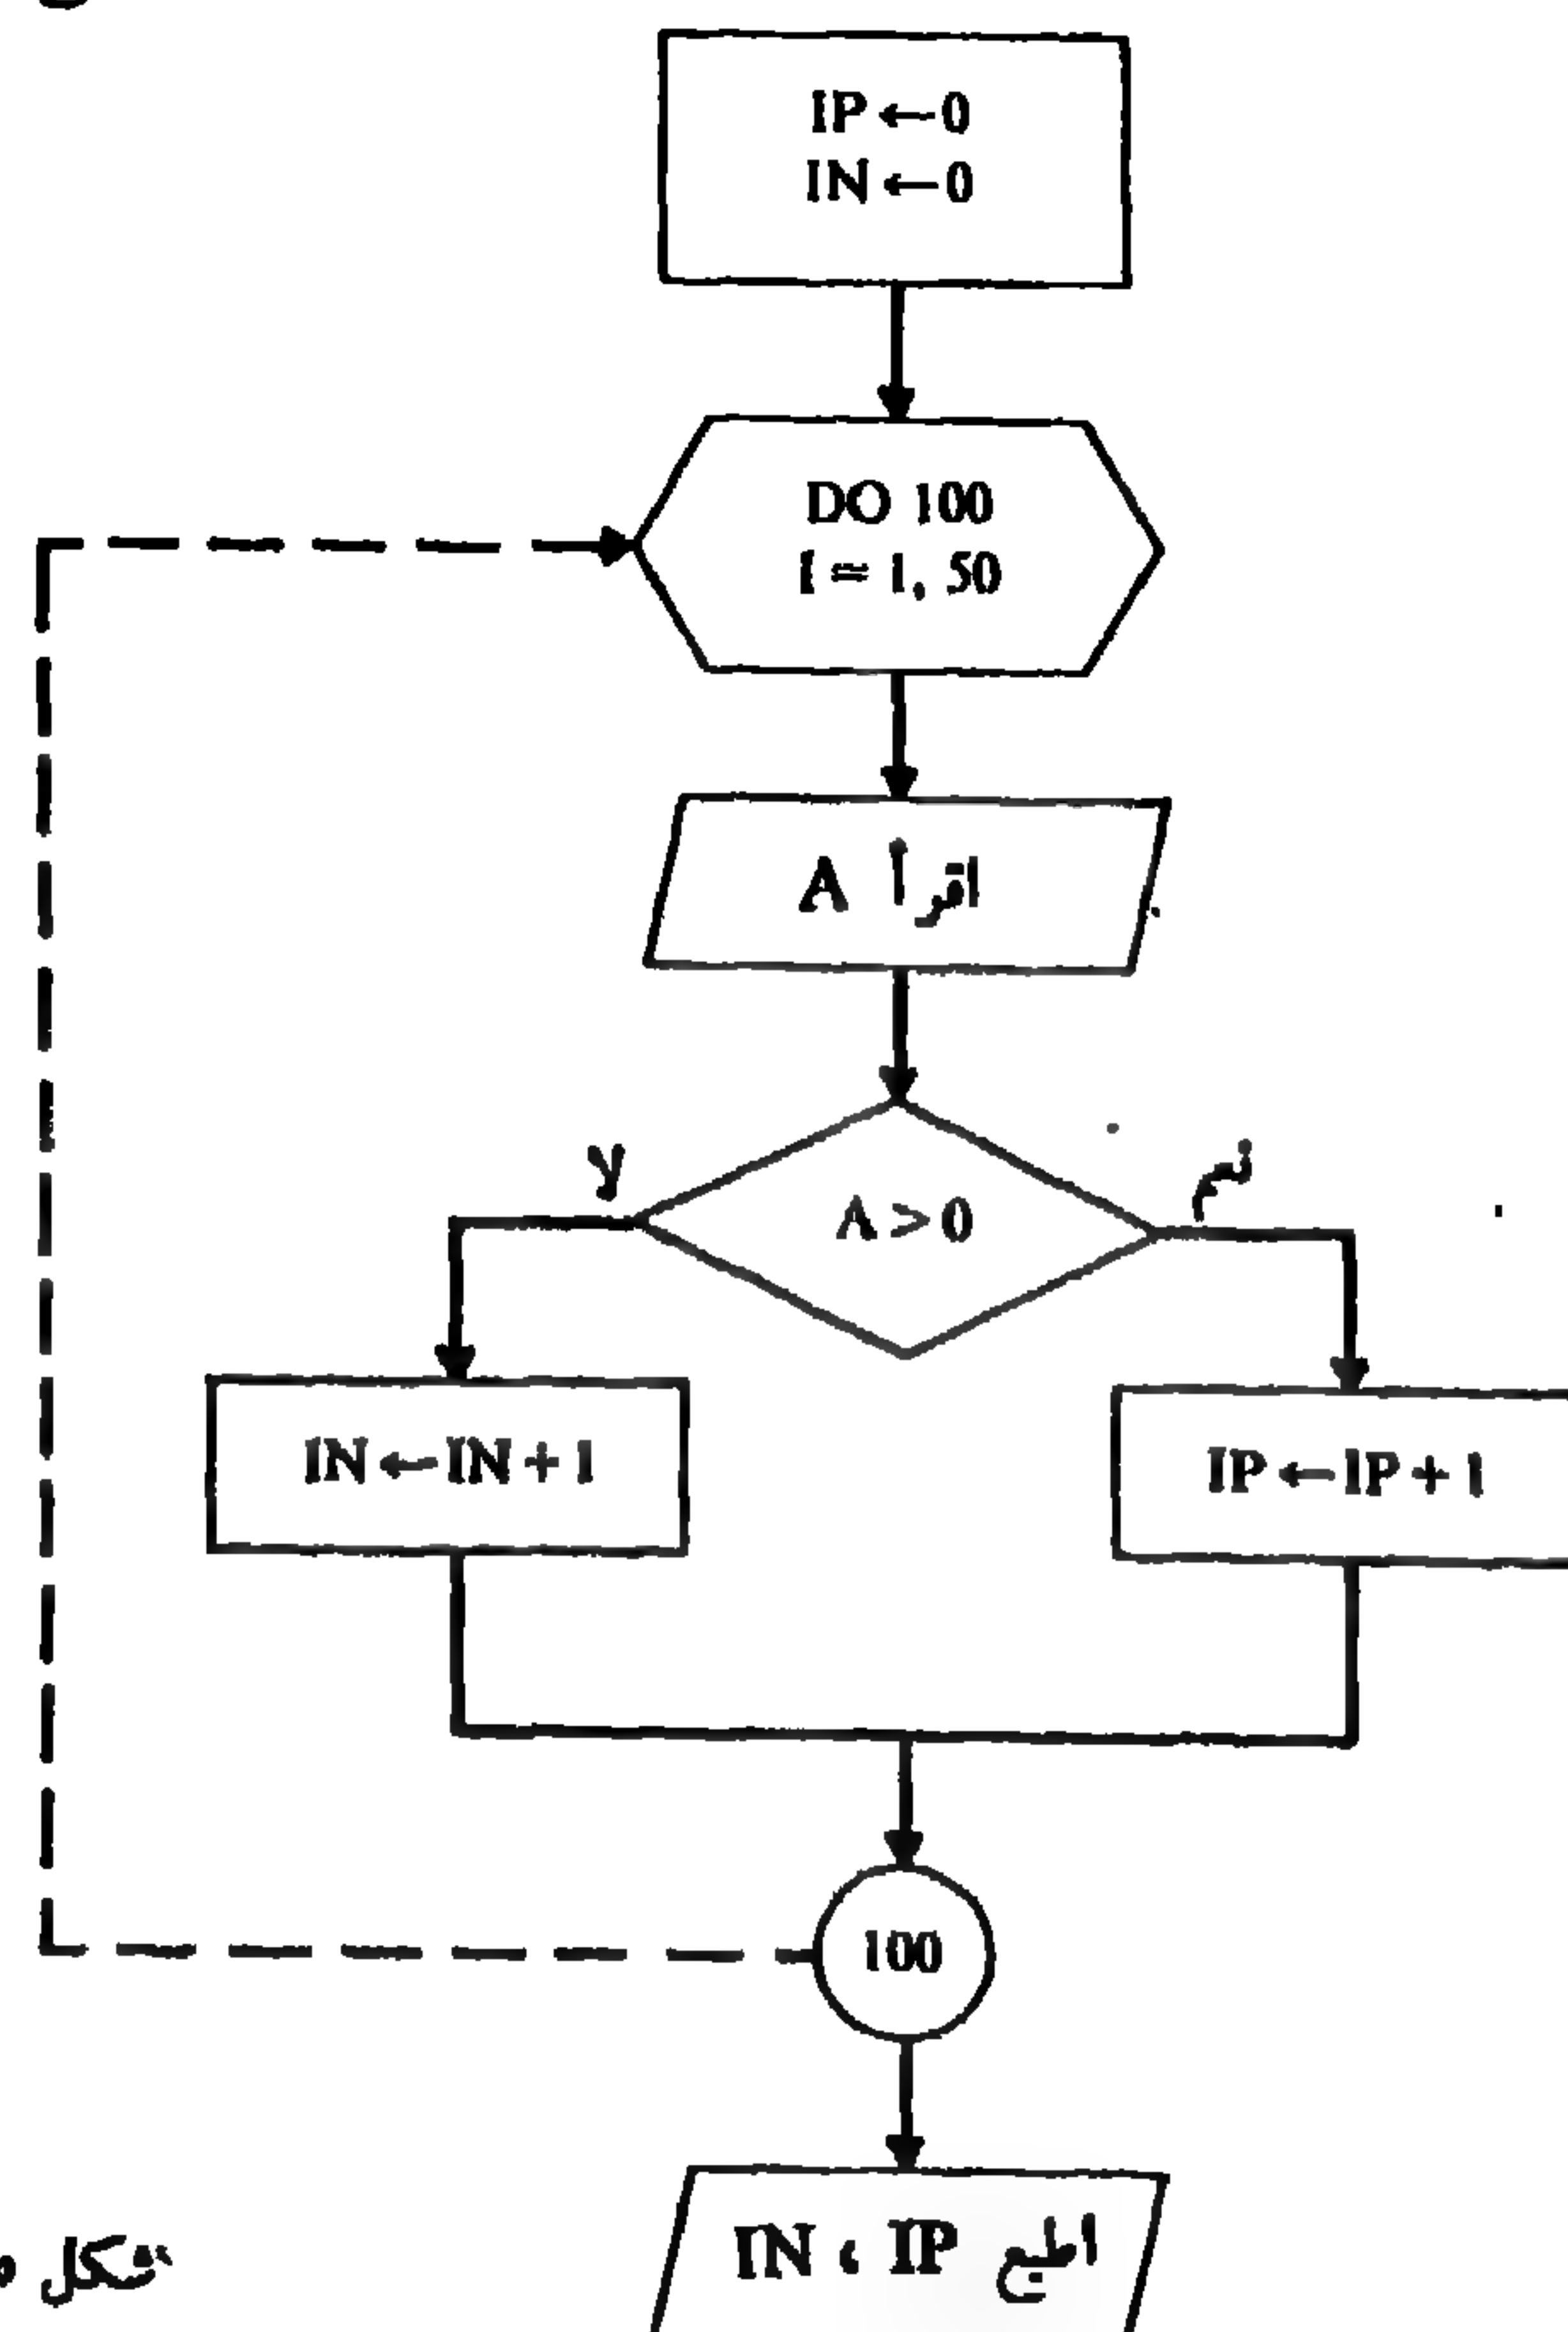 IP ← 0
IN ← 0
DO 100
I = 1, 50
اقرأ A
A > 0
لا
نعم
IN ← IN + 1
IP ← IP + 1
100
اطبع IP ، IN
شكل